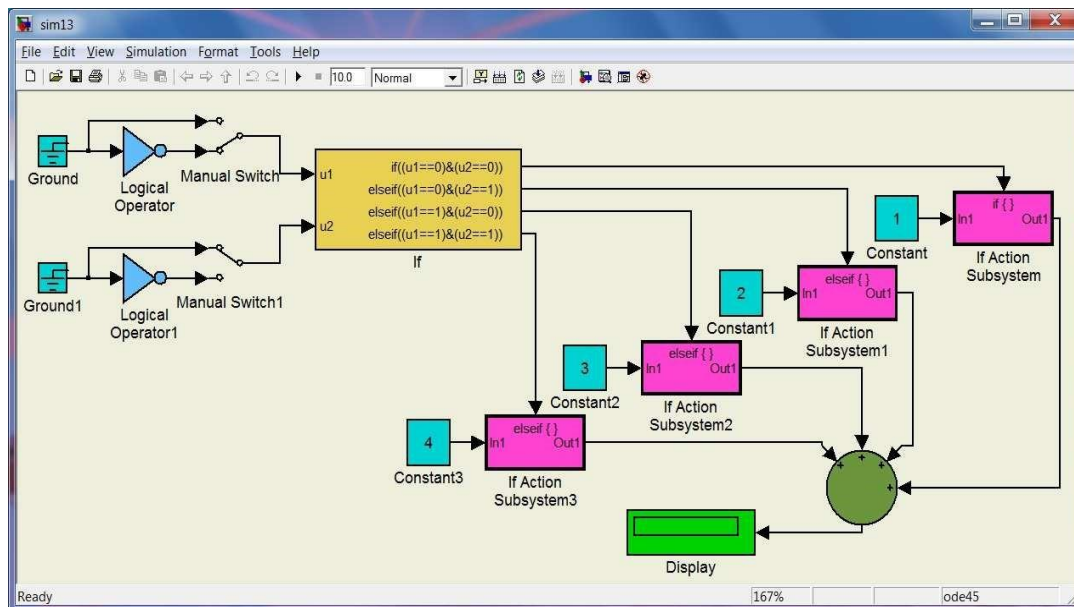 sim13
File Edit View Simulation Format Tools Help
10.0 Normal
Ground
Logical
Operator
Manual Switch
u1
u2
if((u1==0)&(u2==0))
elseif((u1==0)&(u2==1))
elseif((u1==1)&(u2==0))
elseif((u1==1)&(u2==1))
If
Ground1
Logical
Operator1
Manual Switch1
1
Constant
if { }
In1 Out1
If Action
Subsystem
2
Constant1
elseif { }
In1 Out1
If Action
Subsystem1
3
Constant2
elseif { }
In1 Out1
If Action
Subsystem2
4
Constant3
elseif { }
In1 Out1
If Action
Subsystem3
+ + + +
Display
Ready 167% ode45